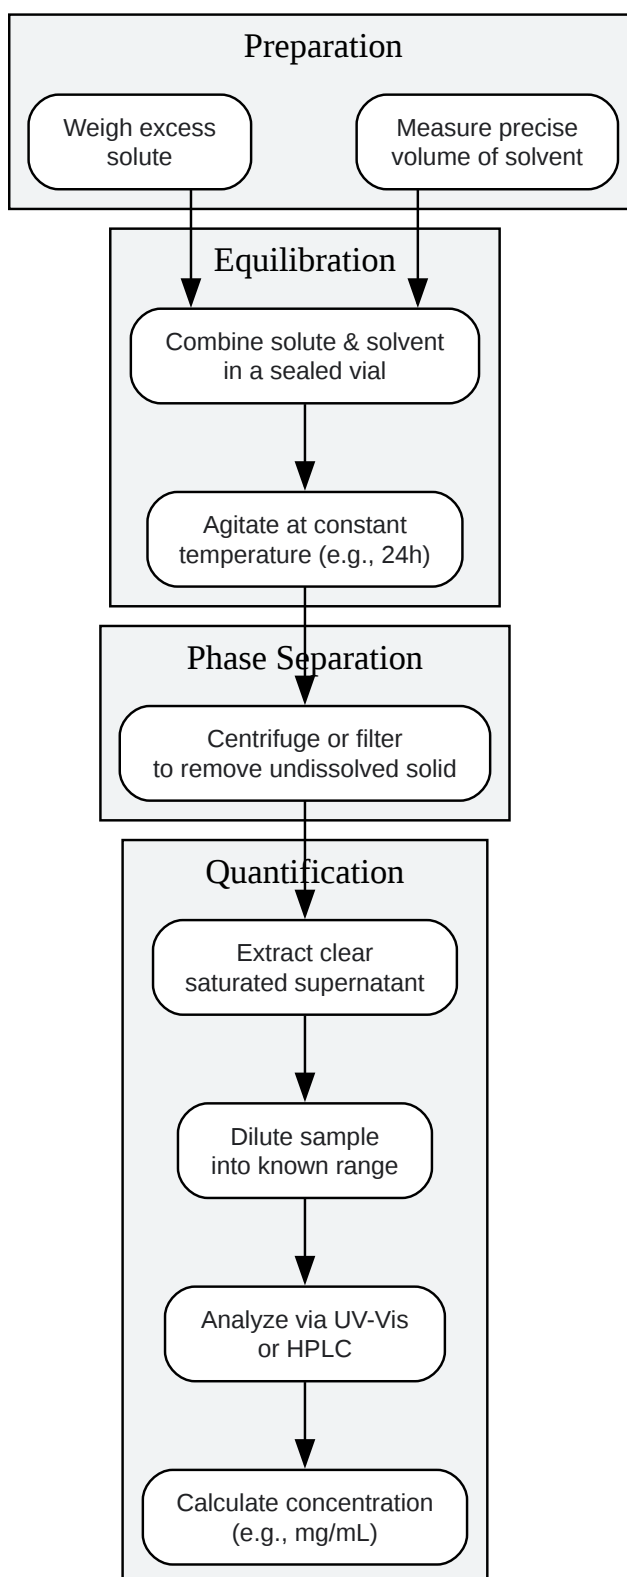 Preparation
Weigh excess
solute
Measure precise
volume of solvent
Equilibration
Combine solute & solvent
in a sealed vial
Agitate at constant
temperature (e.g., 24h)
Phase Separation
Centrifuge or filter
to remove undissolved solid
Quantification
Extract clear
saturated supernatant
Dilute sample
into known range
Analyze via UV-Vis
or HPLC
Calculate concentration
(e.g., mg/mL)